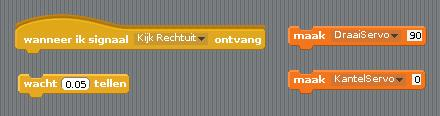 wanneer ik signaal Kijk Rechtuit ontvang
maak DraaiServo 90
wacht 0.05 tellen
maak KantelServo 0